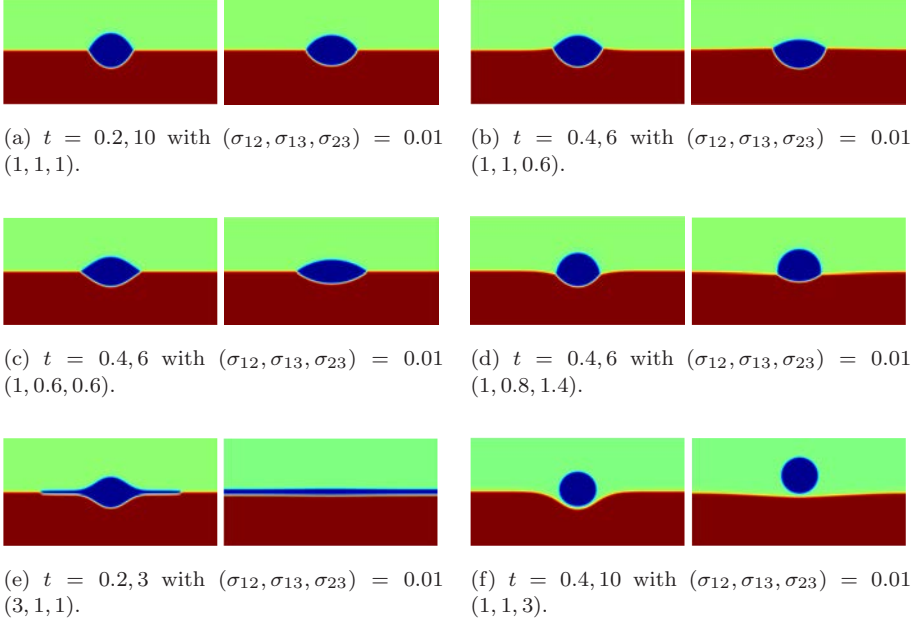 (a) t = 0.2, 10 with (σ₁₂, σ₁₃, σ₂₃) = 0.01
(1, 1, 1).
(b) t = 0.4, 6 with (σ₁₂, σ₁₃, σ₂₃) = 0.01
(1, 1, 0.6).
(c) t = 0.4, 6 with (σ₁₂, σ₁₃, σ₂₃) = 0.01
(1, 0.6, 0.6).
(d) t = 0.4, 6 with (σ₁₂, σ₁₃, σ₂₃) = 0.01
(1, 0.8, 1.4).
(e) t = 0.2, 3 with (σ₁₂, σ₁₃, σ₂₃) = 0.01
(3, 1, 1).
(f) t = 0.4, 10 with (σ₁₂, σ₁₃, σ₂₃) = 0.01
(1, 1, 3).